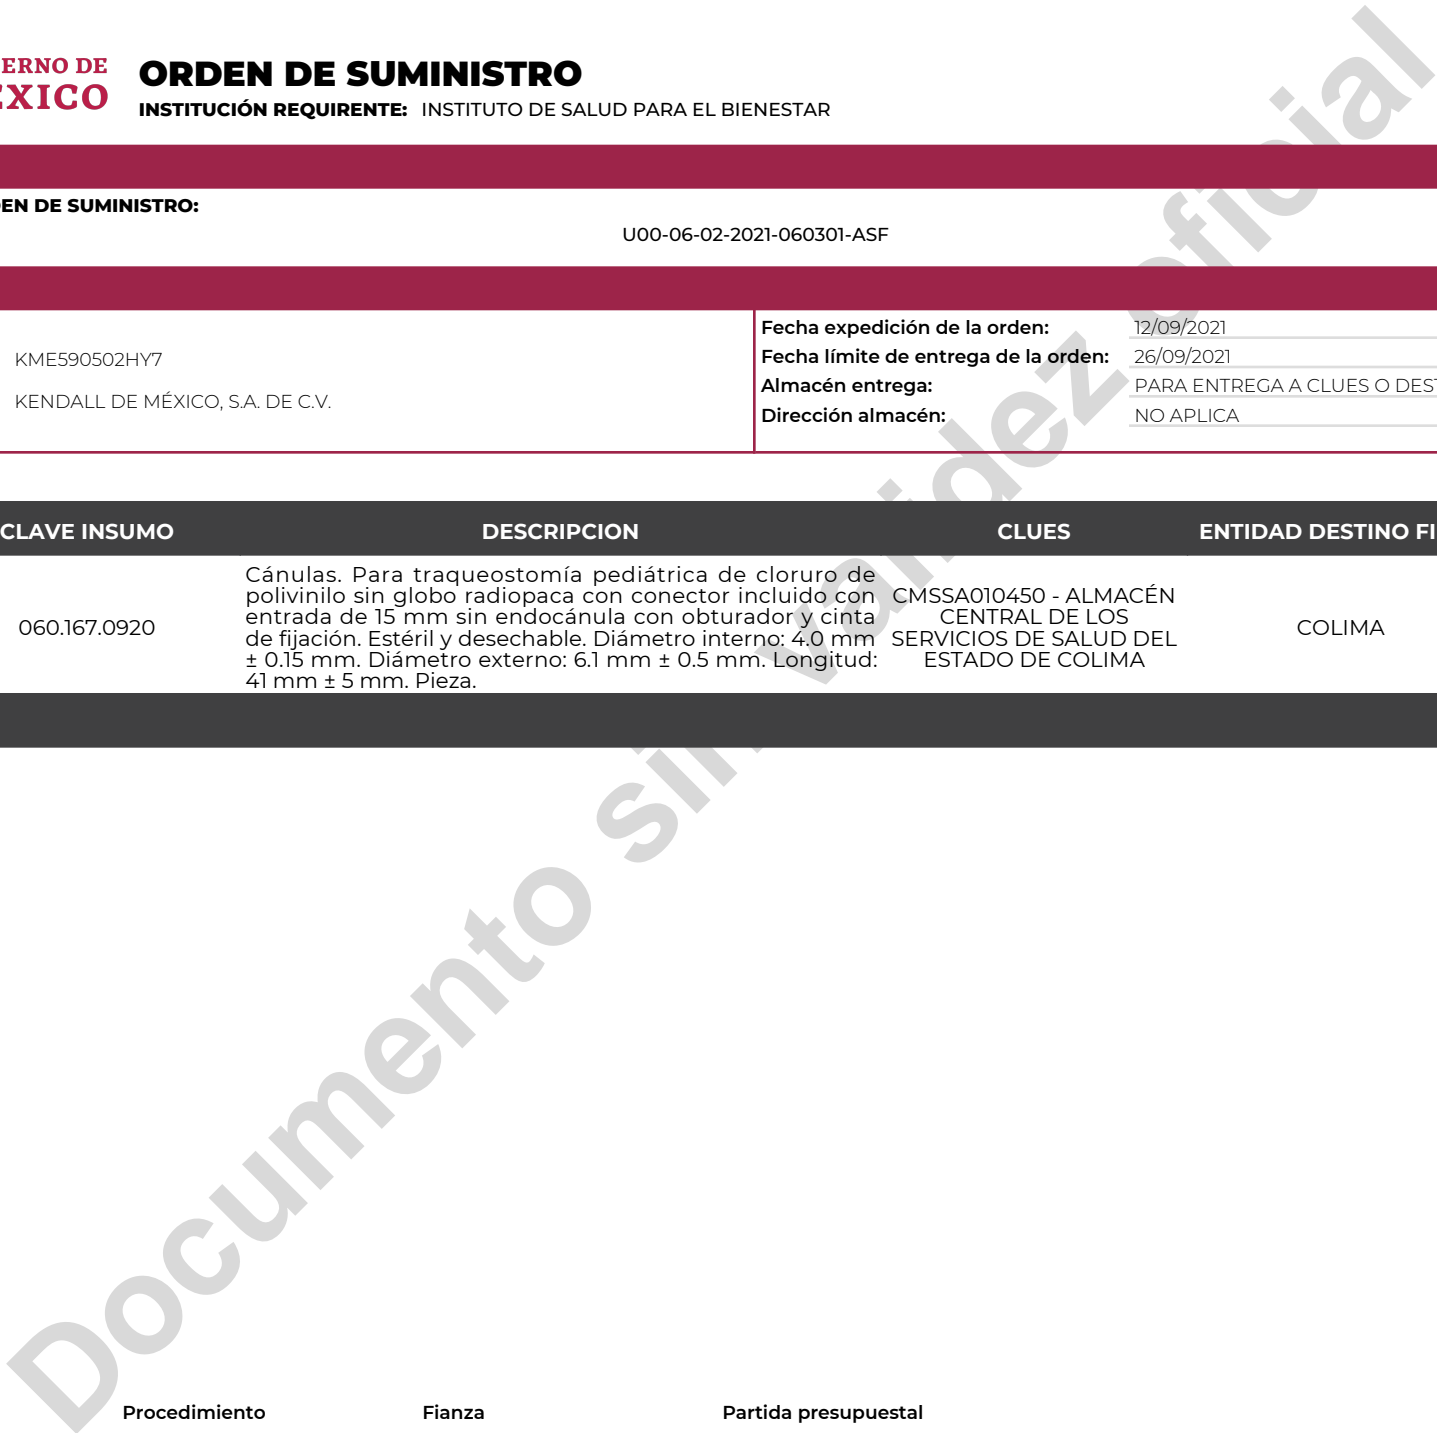 ERNO DE
ÉXICO
ORDEN DE SUMINISTRO
INSTITUCIÓN REQUIRENTE: INSTITUTO DE SALUD PARA EL BIENESTAR
EN DE SUMINISTRO:
U00-06-02-2021-060301-ASF
KME590502HY7
KENDALL DE MÉXICO, S.A. DE C.V.
Fecha expedición de la orden: 12/09/2021
Fecha límite de entrega de la orden: 26/09/2021
Almacén entrega: PARA ENTREGA A CLUES O DEST
Dirección almacén: NO APLICA
CLAVE INSUMO DESCRIPCION CLUES ENTIDAD DESTINO FI
060.167.0920
Cánulas. Para traqueostomía pediátrica de cloruro de
polivinilo sin globo radiopaca con conector incluido con
entrada de 15 mm sin endocánula con obturador y cinta
de fijación. Estéril y desechable. Diámetro interno: 4.0 mm
± 0.15 mm. Diámetro externo: 6.1 mm ± 0.5 mm. Longitud:
41 mm ± 5 mm. Pieza.
CMSSA010450 - ALMACÉN
CENTRAL DE LOS
SERVICIOS DE SALUD DEL
ESTADO DE COLIMA
COLIMA
Documento sin validez oficial
Procedimiento Fianza Partida presupuestal